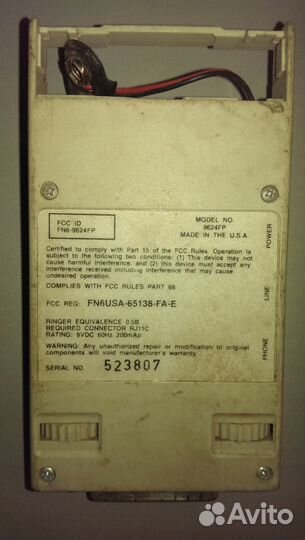 FCC ID
FN6-9624FP
MODEL NO.
9624FP
MADE IN THE U.S.A.
Certified to comply with Part 15 of the FCC Rules. Operation is
subject to the following two conditions: (1) This device may not
cause harmful interference, and (2) this device must accept any
interference received including interference that may cause
undesired operation.
COMPLIES WITH FCC RULES PART 68
FCC REG: FN6USA-65138-FA-E
RINGER EQUIVALENCE 0.5B
REQUIRED CONNECTOR RJ11C
RATING: 9VDC 60Hz 200mAp
WARNING: Any unauthorized repair or modification to original
components will void manufacturer's warranty.
SERIAL NO. 523807
POWER
LINE
PHONE
Avito